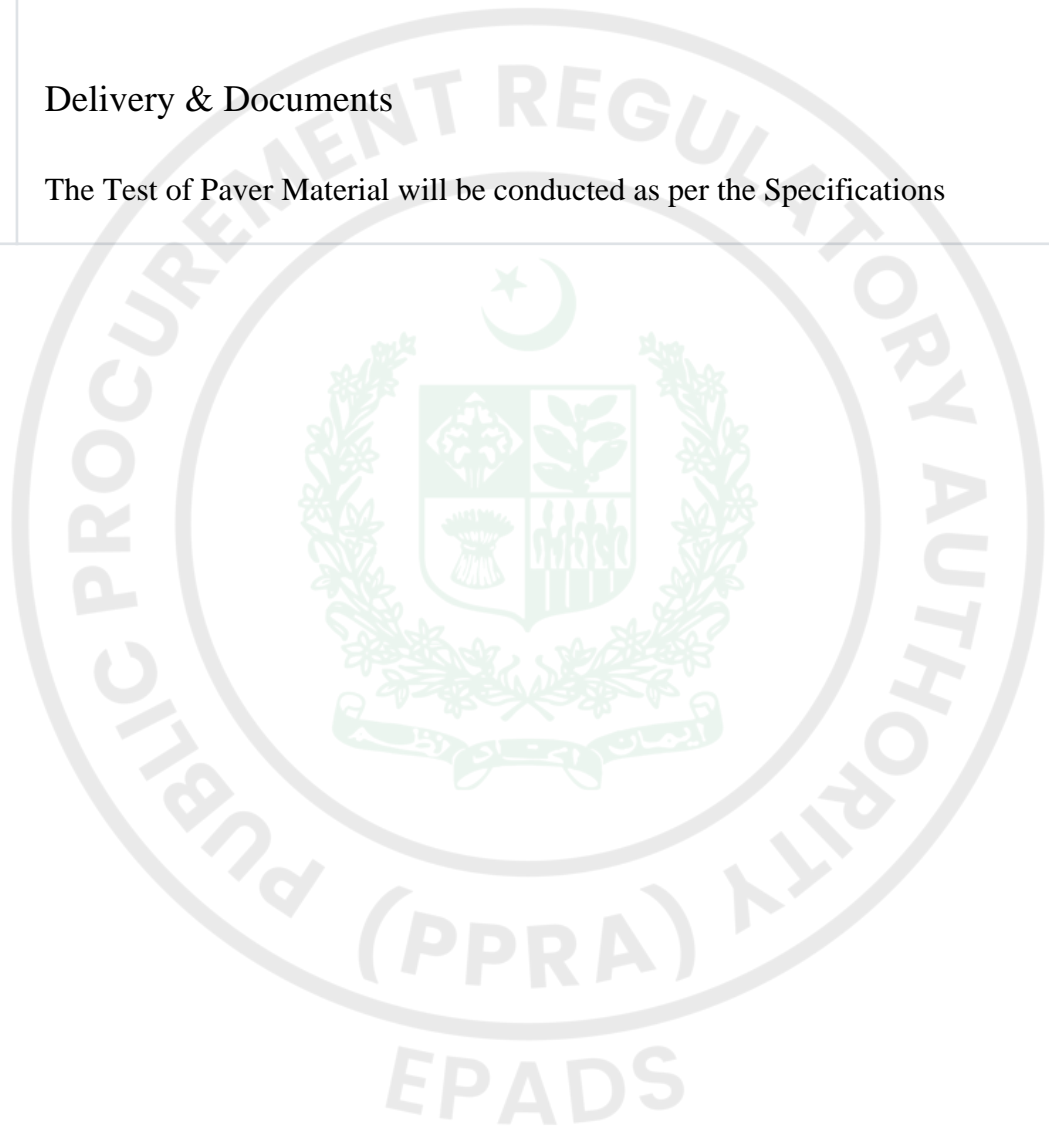 Delivery & Documents
The Test of Paver Material will be conducted as per the Specifications
PUBLIC PROCUREMENT REGULATORY AUTHORITY
(PPRA)
EPADS